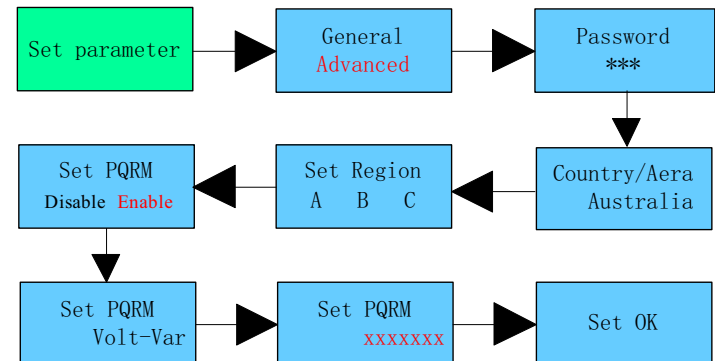 Set parameter
General
Advanced
Password
***
Country/Aera
Australia
Set Region
A B C
Set PQRM
Disable Enable
Set PQRM
Volt-Var
Set PQRM
xxxxxxx
Set OK